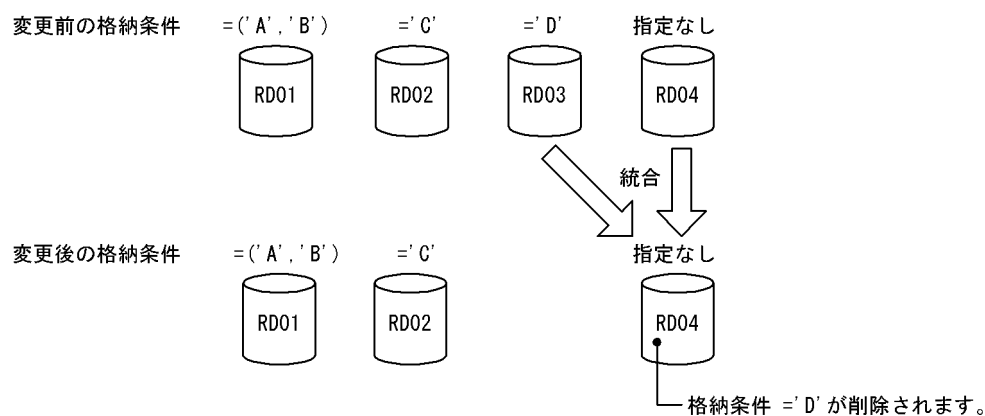 変更前の格納条件 =('A','B') ='C' ='D' 指定なし
RD01 RD02 RD03 RD04
統合
変更後の格納条件 =('A','B') ='C' 指定なし
RD01 RD02 RD04
格納条件 ='D'が削除されます。